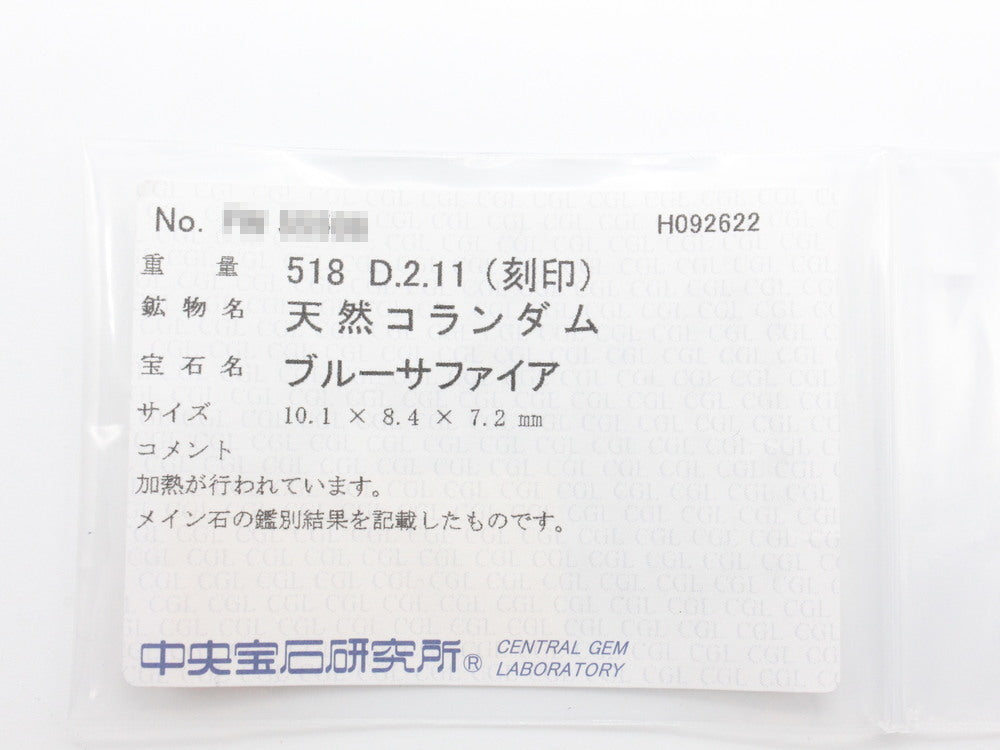 No.
H092622
重量 518 D.2.11(刻印)
鉱物名 天然コランダム
宝石名 ブルーサファイア
サイズ 10.1 × 8.4 × 7.2 mm
コメント
加熱が行われています。
メイン石の鑑別結果を記載したものです。
中央宝石研究所® CENTRAL GEM
LABORATORY